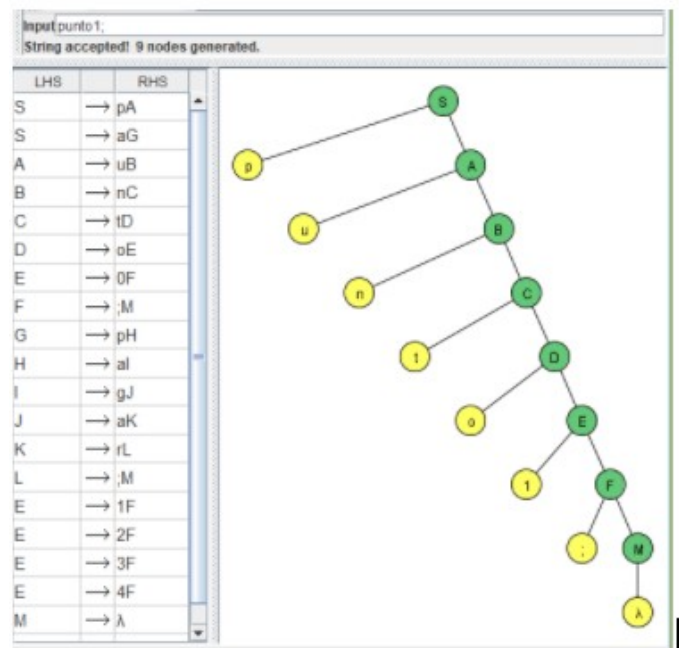 Input punto1;
String accepted! 9 nodes generated.
LHS RHS
S → pA
S → aG
A → uB
B → nC
C → tD
D → oE
E → 0F
F → ;M
G → pH
H → aI
I → gJ
J → aK
K → rL
L → ;M
E → 1F
E → 2F
E → 3F
E → 4F
M → λ
S
p A
u B
n C
t D
o E
1 F
; M
λ